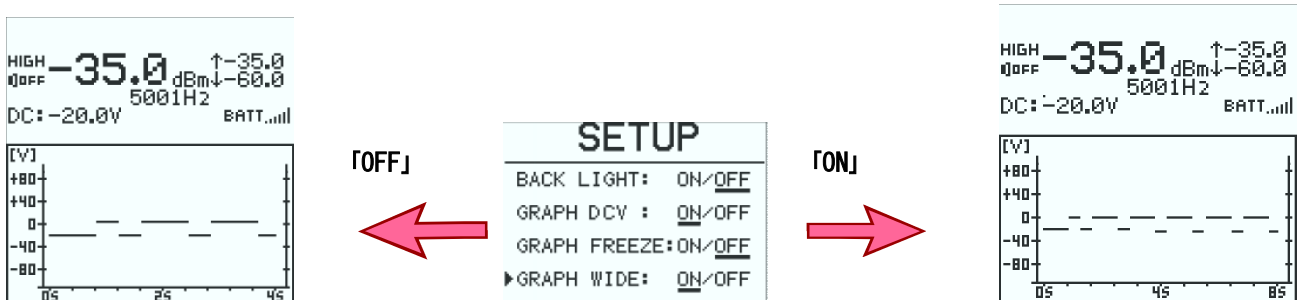 HIGH -35.0 dBm ↑-35.0
OFF ↓-60.0
5001Hz
DC:-20.0V BATT.
[V]
+80
+40
0
-40
-80
0S 2S 4S
「OFF」
SETUP
BACK LIGHT: ON/OFF
GRAPH DCV : ON/OFF
GRAPH FREEZE:ON/OFF
▶GRAPH WIDE: ON/OFF
「ON」
HIGH -35.0 dBm ↑-35.0
OFF ↓-60.0
5001Hz
DC:-20.0V BATT.
[V]
+80
+40
0
-40
-80
0S 4S 8S